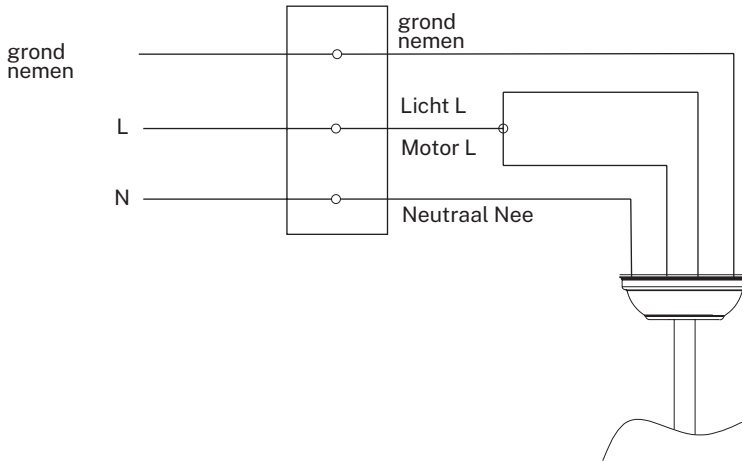 grond
nemen
grond
nemen
Licht L
L
Motor L
N
Neutraal Nee